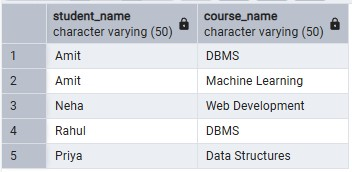 student_name course_name
character varying (50) character varying (50)
1 Amit DBMS
2 Amit Machine Learning
3 Neha Web Development
4 Rahul DBMS
5 Priya Data Structures